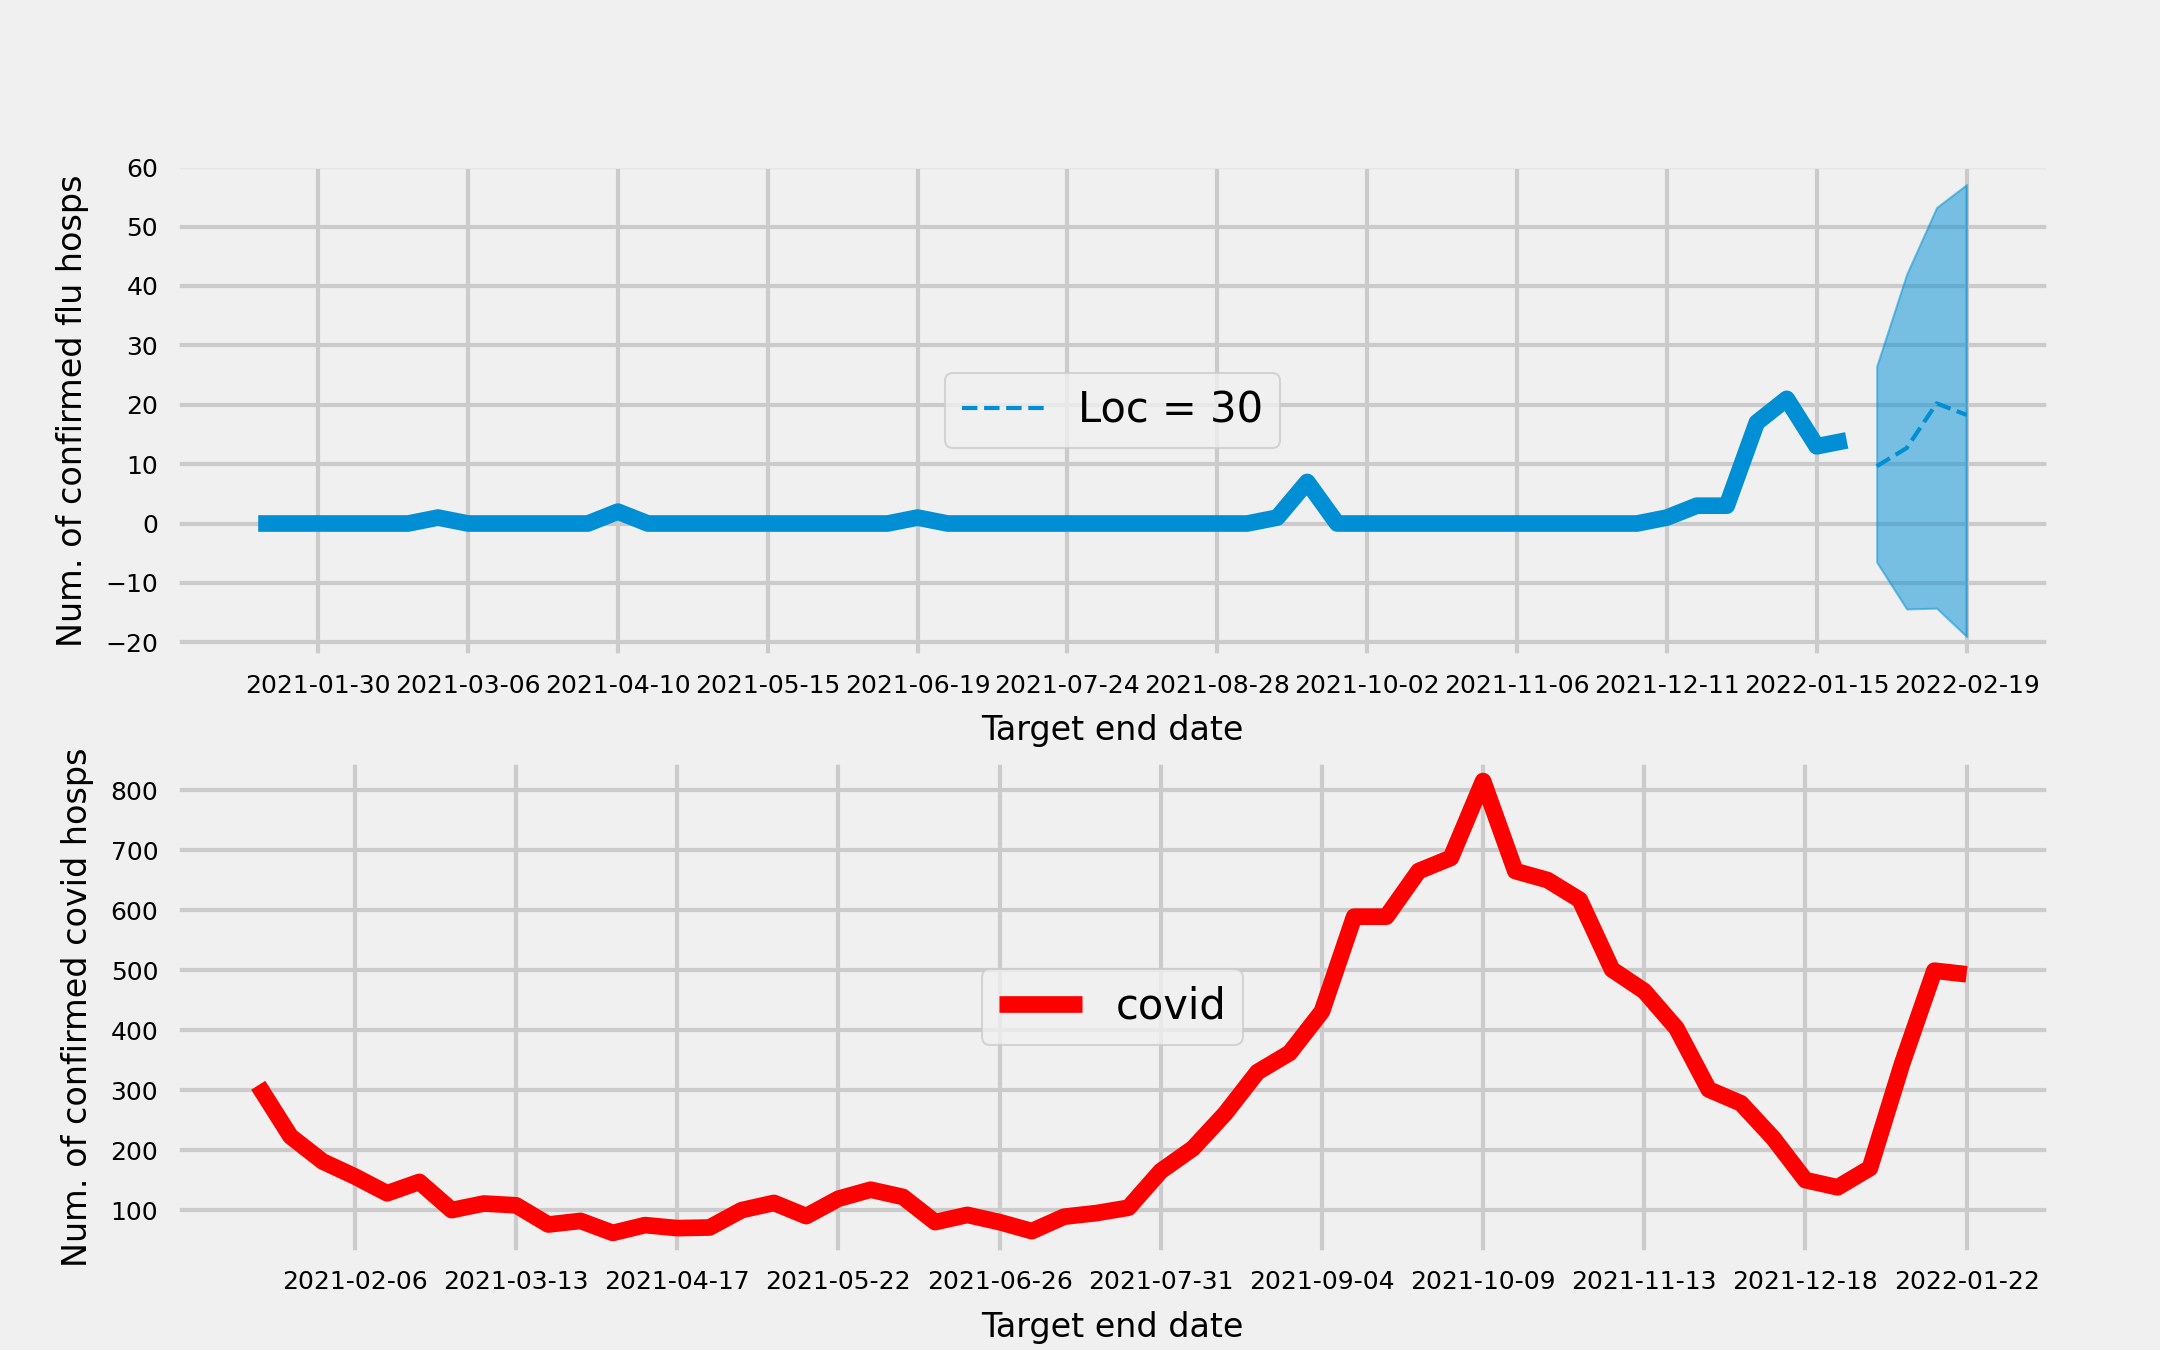 60
50
40
30
20
10
0
−10
−20
Num. of confirmed flu hosps
Loc = 30
2021-01-30 2021-03-06 2021-04-10 2021-05-15 2021-06-19 2021-07-24 2021-08-28 2021-10-02 2021-11-06 2021-12-11 2022-01-15 2022-02-19
Target end date
800
700
600
500
400
300
200
100
Num. of confirmed covid hosps
covid
2021-02-06 2021-03-13 2021-04-17 2021-05-22 2021-06-26 2021-07-31 2021-09-04 2021-10-09 2021-11-13 2021-12-18 2022-01-22
Target end date